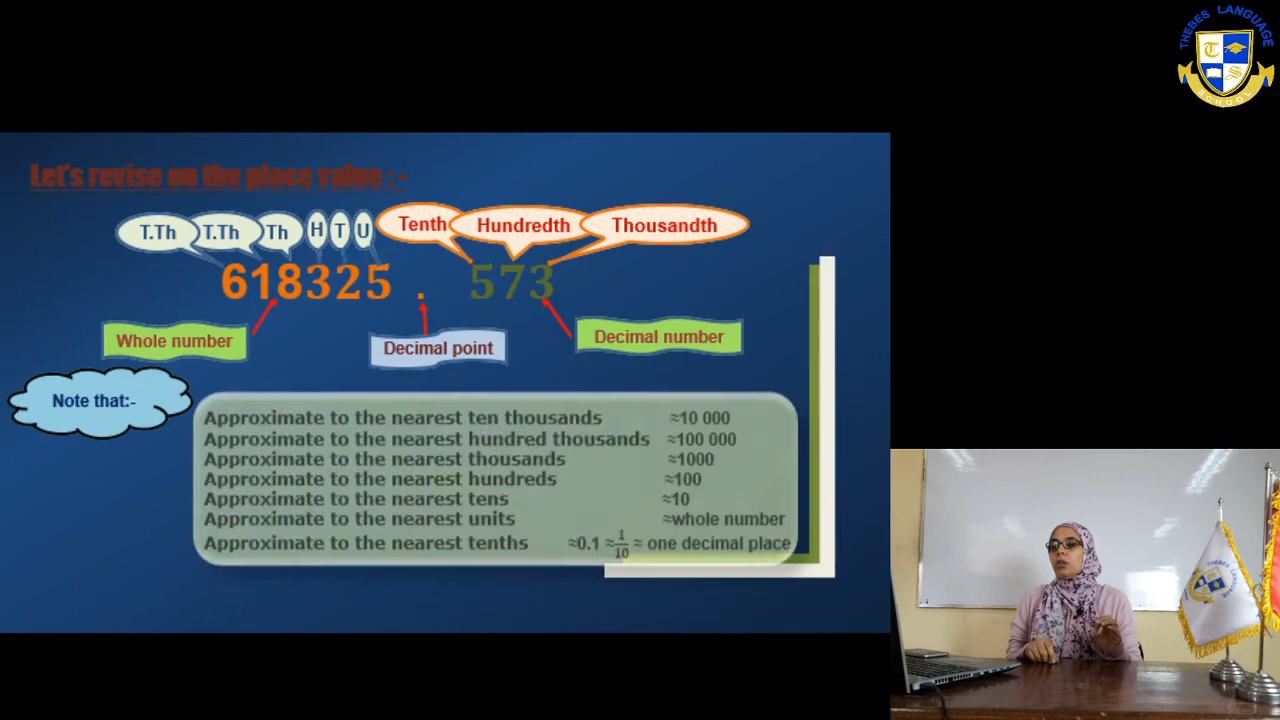 THEBES LANGUAGE
SCHOOL
Let's revise on the place value :-
T.Th T.Th Th H T U Tenth Hundredth Thousandth
618325 . 573
Whole number
Decimal point
Decimal number
Note that:-
Approximate to the nearest ten thousands ≈10 000
Approximate to the nearest hundred thousands ≈100 000
Approximate to the nearest thousands ≈1000
Approximate to the nearest hundreds ≈100
Approximate to the nearest tens ≈10
Approximate to the nearest units ≈whole number
Approximate to the nearest tenths ≈0.1 ≈1/10 ≈ one decimal place
THEBES LANGUAGE